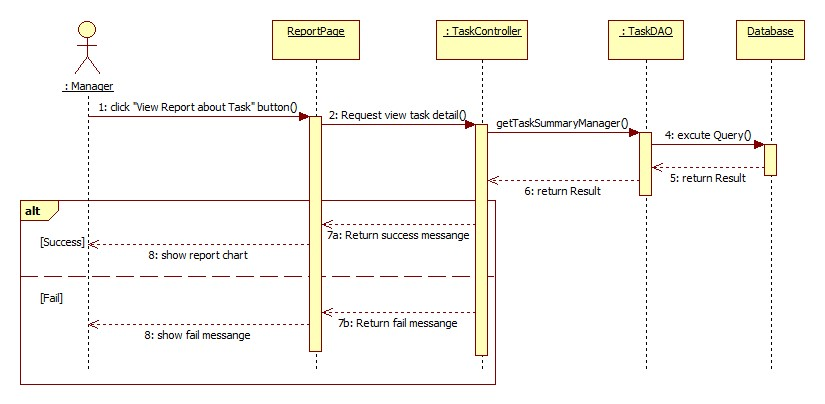 ReportPage
: TaskController
: TaskDAO
Database
: Manager
1: click "View Report about Task" button()
2: Request view task detail()
getTaskSummaryManager()
4: excute Query()
5: return Result
6: return Result
alt
7a: Return success messange
[Success]
8: show report chart
[Fail]
7b: Return fail messange
8: show fail messange